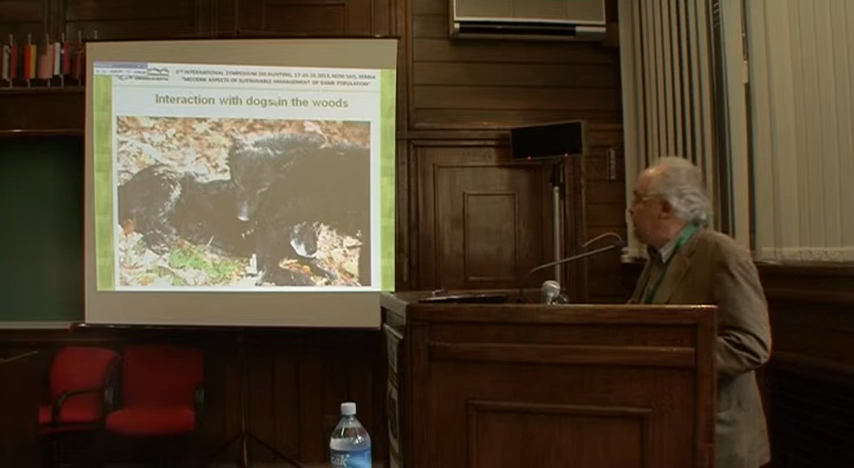 2nd INTERNATIONAL SYMPOSIUM ON HUNTING, 17-20.10.2013, NOVI SAD, SERBIA
"MODERN ASPECTS OF SUSTAINABLE MANAGEMENT OF GAME POPULATION"
Interaction with dogs in the woods